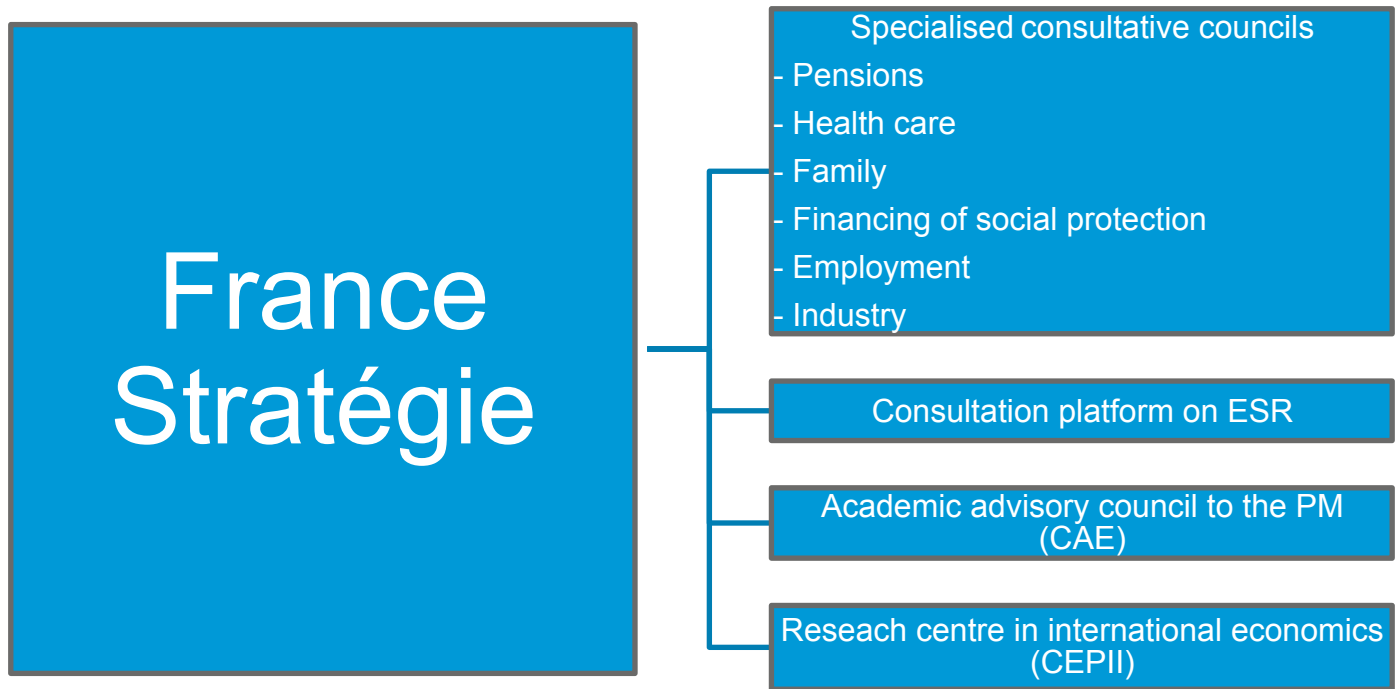 France
Stratégie
Specialised consultative councils
- Pensions
- Health care
- Family
- Financing of social protection
- Employment
- Industry
Consultation platform on ESR
Academic advisory council to the PM
(CAE)
Reseach centre in international economics
(CEPII)